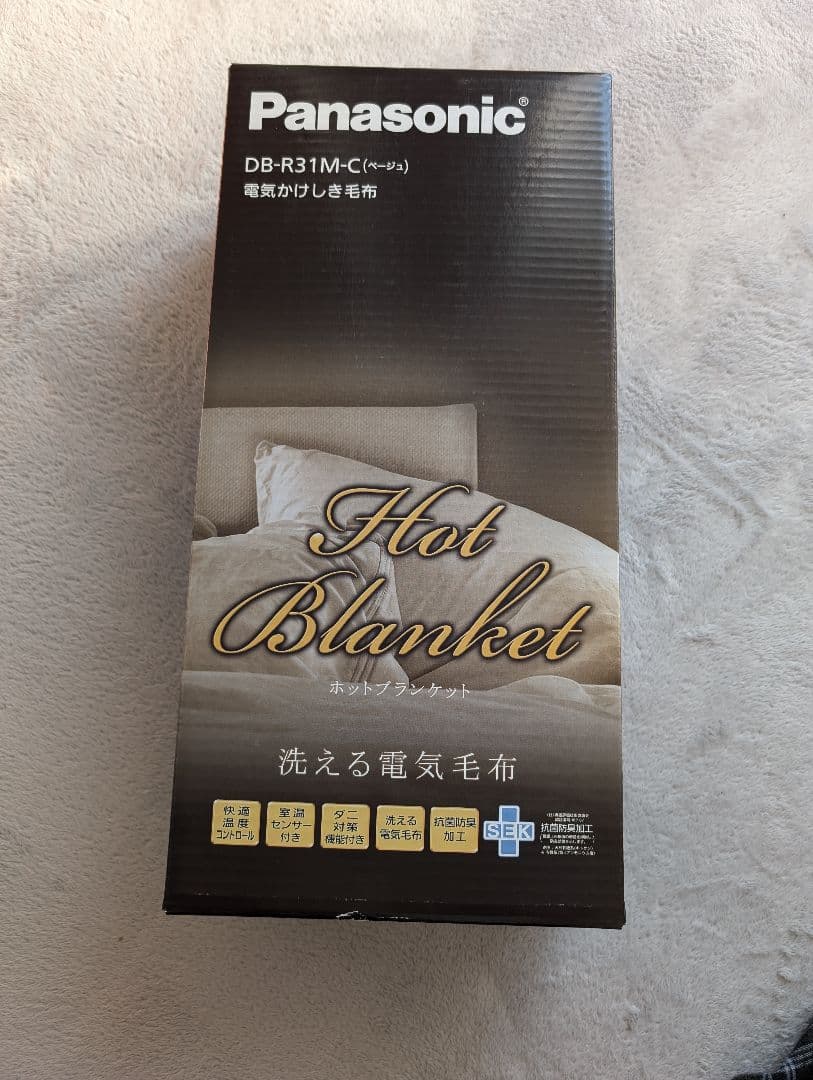 Panasonic®
DB-R31M-C(ベージュ)
電気かけしき毛布
Hot
Blanket
ホットブランケット
洗える電気毛布
快適
温度
コントロール
室温
センサー
付き
ダニ
対策
機能付き
洗える
電気毛布
抗菌防臭
加工
SEK
抗菌防臭加工